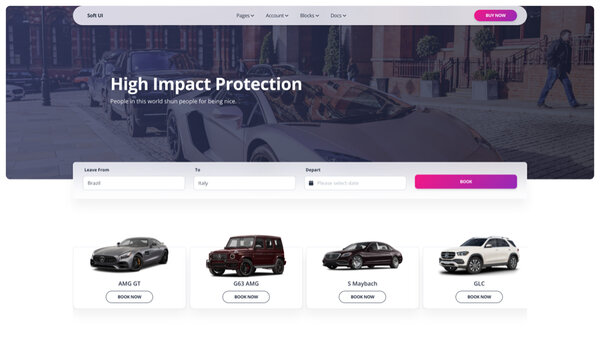 Soft UI
Pages Account Blocks Docs
BUY NOW
High Impact Protection
People in this world shun people for being nice.
Leave From To Depart
Brazil Italy Please select date BOOK
AMG GT G63 AMG S Maybach GLC
BOOK NOW BOOK NOW BOOK NOW BOOK NOW